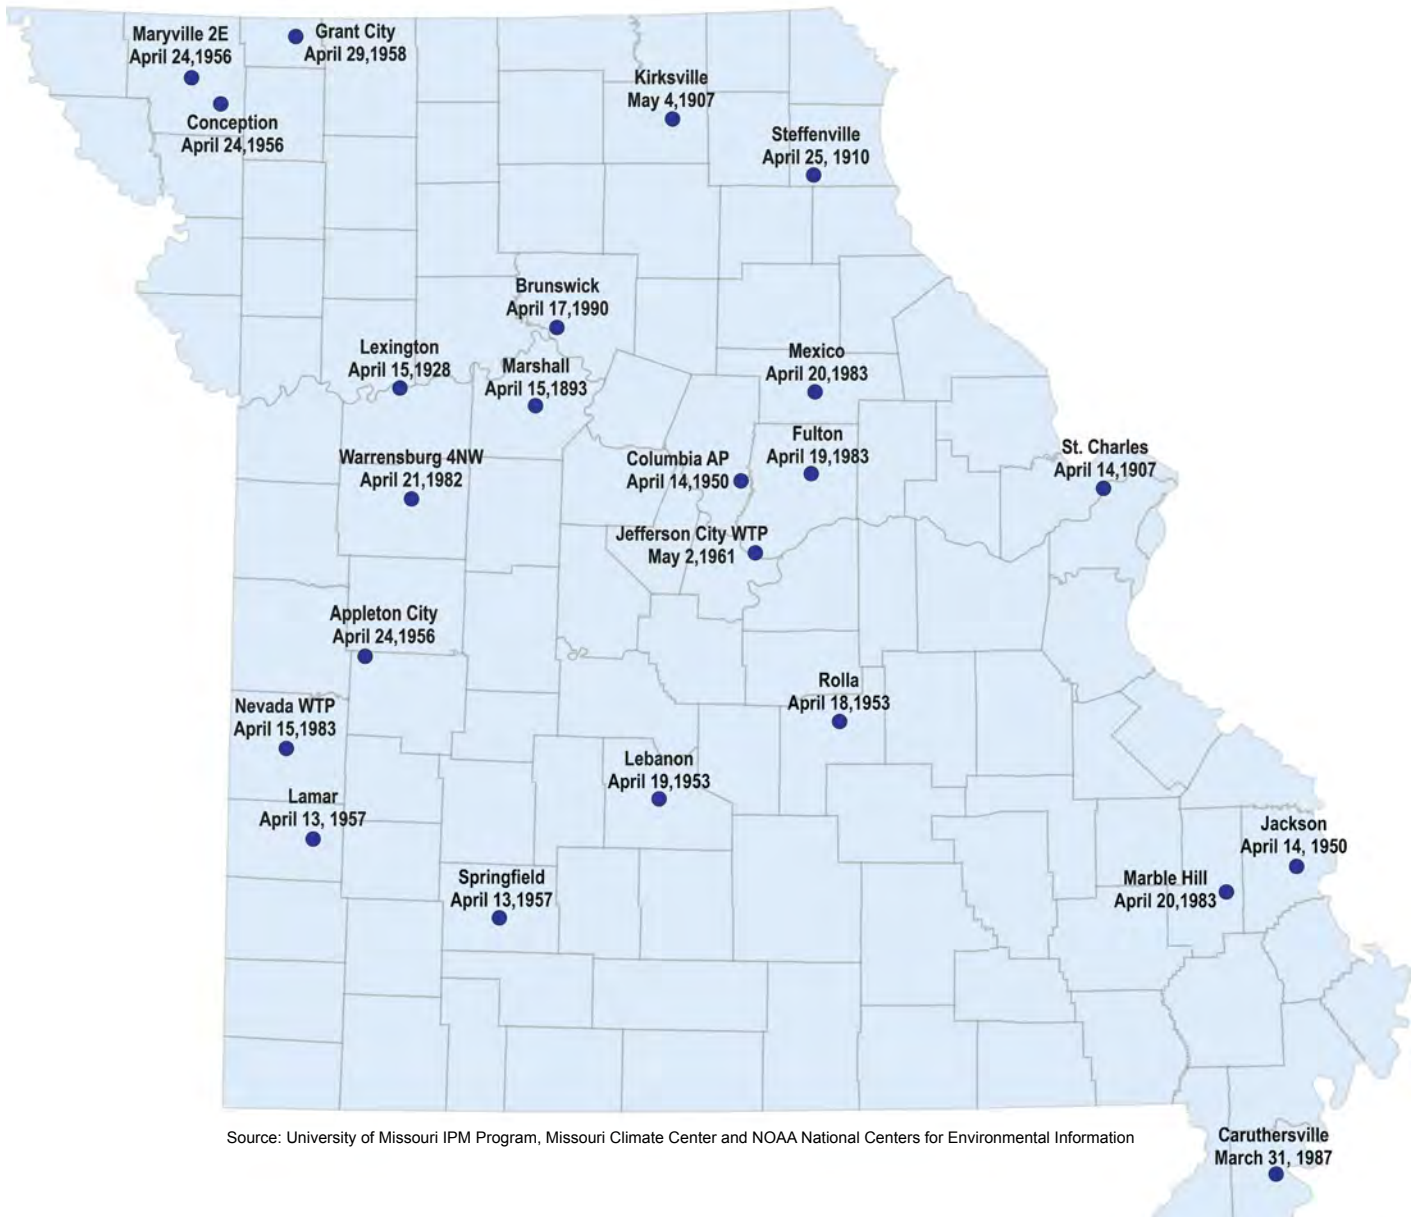 Maryville 2E
April 24,1956
Grant City
April 29,1958
Conception
April 24,1956
Kirksville
May 4,1907
Steffenville
April 25, 1910
Brunswick
April 17,1990
Lexington
April 15,1928
Marshall
April 15,1893
Mexico
April 20,1983
Warrensburg 4NW
April 21,1982
Columbia AP
April 14,1950
Fulton
April 19,1983
St. Charles
April 14,1907
Jefferson City WTP
May 2,1961
Appleton City
April 24,1956
Nevada WTP
April 15,1983
Rolla
April 18,1953
Lebanon
April 19,1953
Lamar
April 13, 1957
Springfield
April 13,1957
Jackson
April 14, 1950
Marble Hill
April 20,1983
Source: University of Missouri IPM Program, Missouri Climate Center and NOAA National Centers for Environmental Information
Caruthersville
March 31, 1987